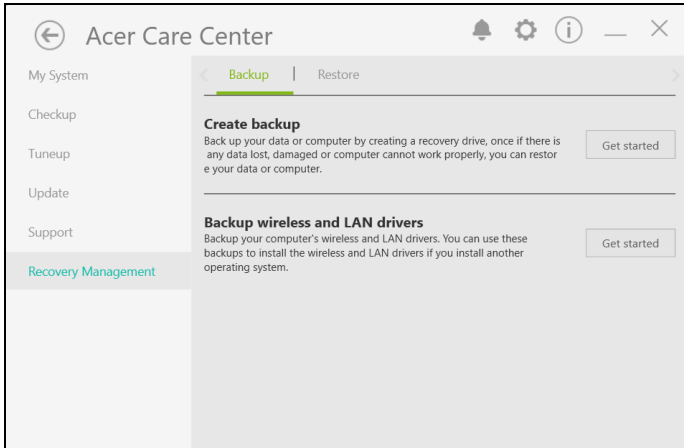 Acer Care Center
My System
Checkup
Tuneup
Update
Support
Recovery Management
Backup | Restore
Create backup
Back up your data or computer by creating a recovery drive, once if there is
any data lost, damaged or computer cannot work properly, you can restor
e your data or computer.
Get started
Backup wireless and LAN drivers
Backup your computer's wireless and LAN drivers. You can use these
backups to install the wireless and LAN drivers if you install another
operating system.
Get started